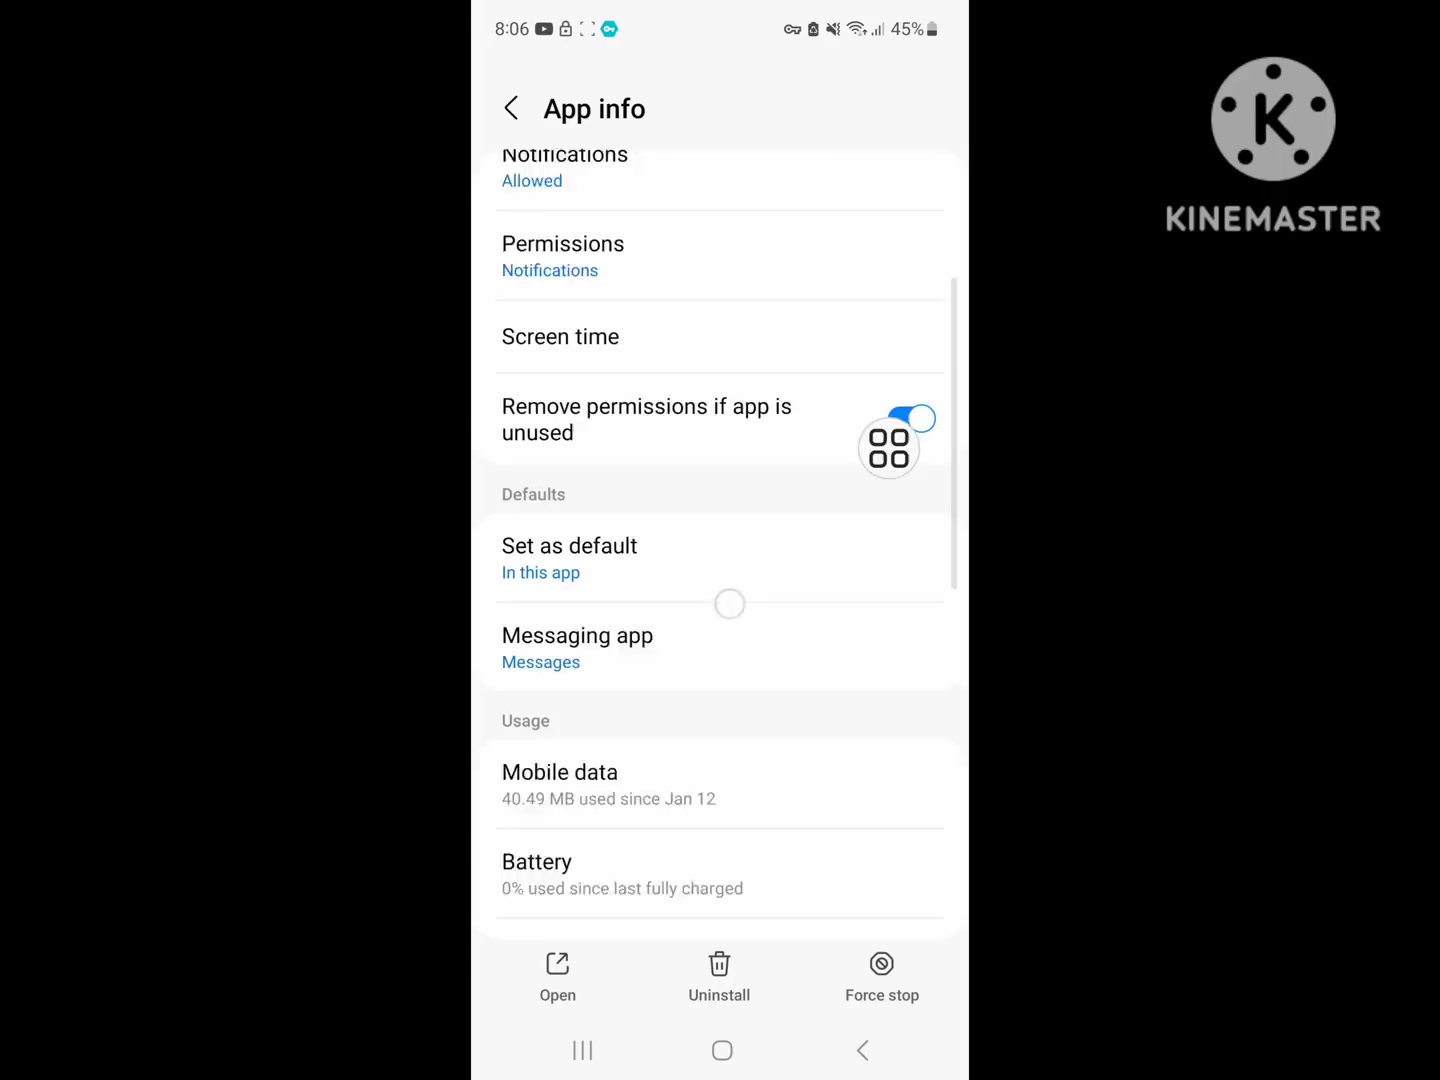 8:06
45%
App info
Notifications
Allowed
Permissions
Notifications
Screen time
Remove permissions if app is
unused
Defaults
Set as default
In this app
Messaging app
Messages
Usage
Mobile data
40.49 MB used since Jan 12
Battery
0% used since last fully charged
Open
Uninstall
Force stop
K
KINEMASTER